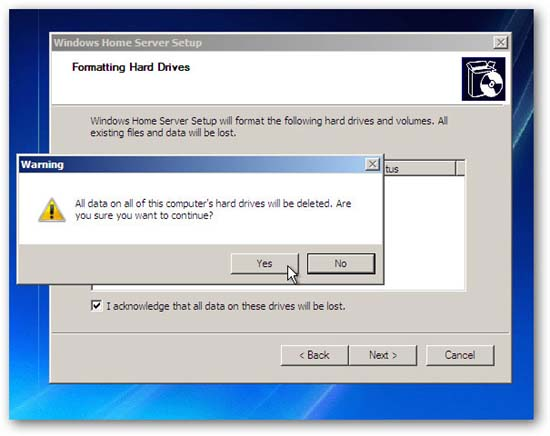 Windows Home Server Setup
Formatting Hard Drives
Windows Home Server Setup will format the following hard drives and volumes. All
existing files and data will be lost.
Warning
All data on all of this computer's hard drives will be deleted. Are
you sure you want to continue?
Yes No
I acknowledge that all data on these drives will be lost.
< Back Next > Cancel